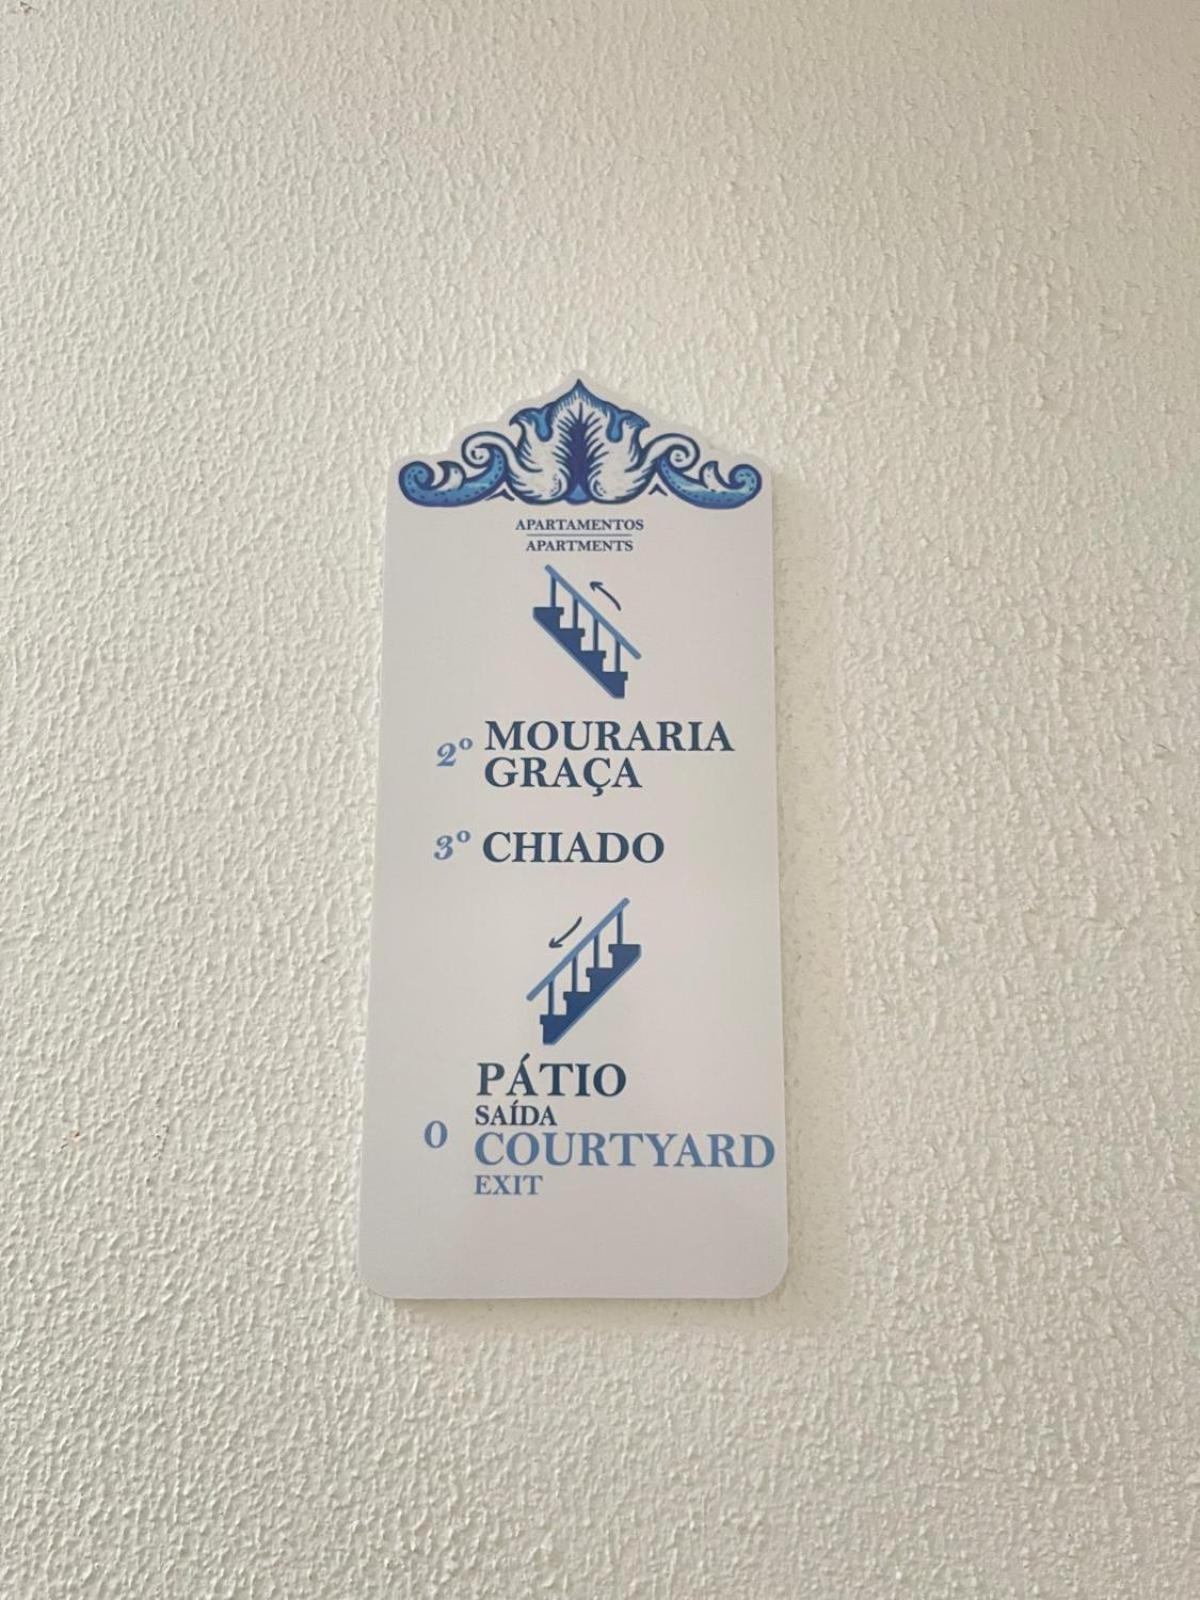 APARTAMENTOS
APARTMENTS
2º MOURARIA
GRAÇA
3º CHIADO
PÁTIO
SAÍDA
0 COURTYARD
EXIT